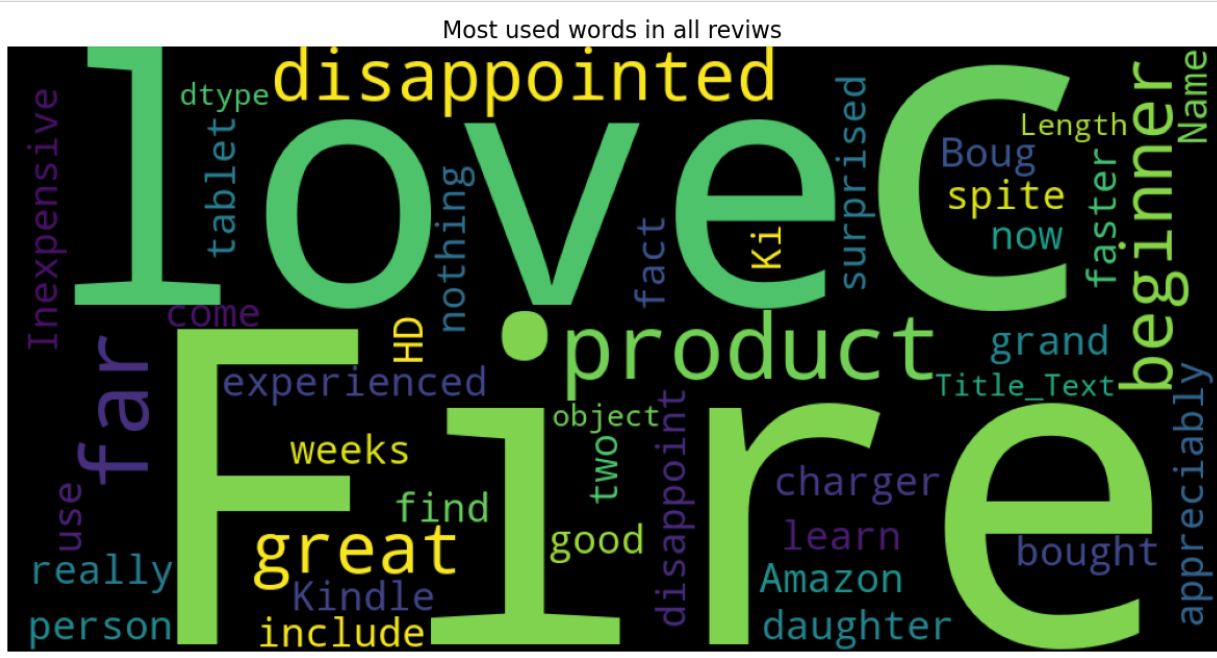 Most used words in all reviws
disappointed
dtype
love
C
Inexpensive
tablet
nothing
fact
Ki
surprised
Length
Boug
spite
now
faster
beginner
Name
come
far
HD
product
grand
Title_Text
experienced
Fire
object
weeks
two
disappoint
charger
appreciably
use
find
great
good
learn
bought
really
Kindle
Amazon
person
include
daughter